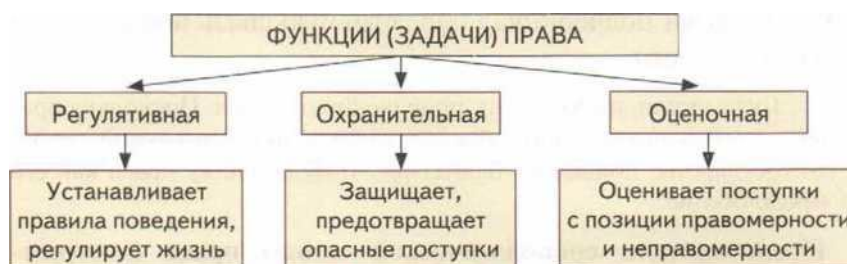 ФУНКЦИИ (ЗАДАЧИ) ПРАВА
Регулятивная
Охранительная
Оценочная
Устанавливает
правила поведения,
регулирует жизнь
Защищает,
предотвращает
опасные поступки
Оценивает поступки
с позиции правомерности
и неправомерности